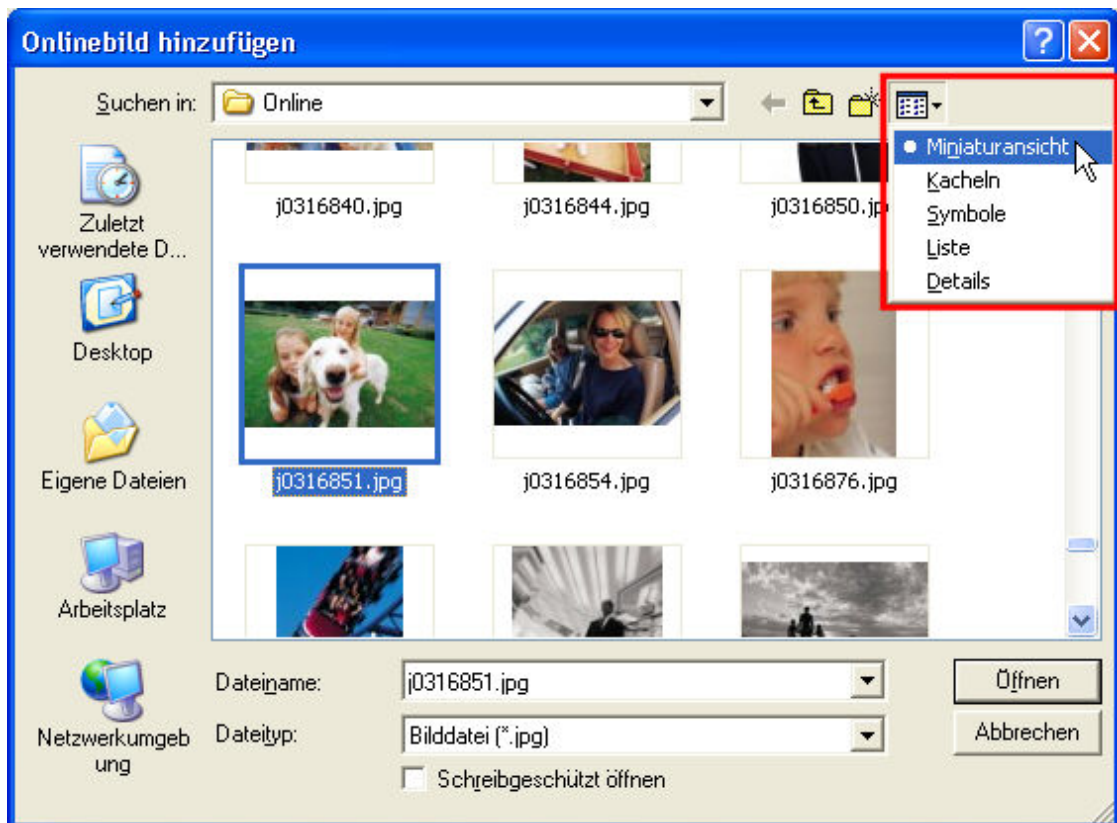 Onlinebild hinzufügen
Suchen in:
Online
Miniaturansicht
Kacheln
Symbole
Liste
Details
Zuletzt
verwendete D...
Desktop
Eigene Dateien
Arbeitsplatz
Netzwerkumgeb
ung
j0316840.jpg
j0316844.jpg
j0316850.jp
j0316851.jpg
j0316854.jpg
j0316876.jpg
Dateiname:
j0316851.jpg
Öffnen
Dateityp:
Bilddatei (*.jpg)
Abbrechen
Schreibgeschützt öffnen